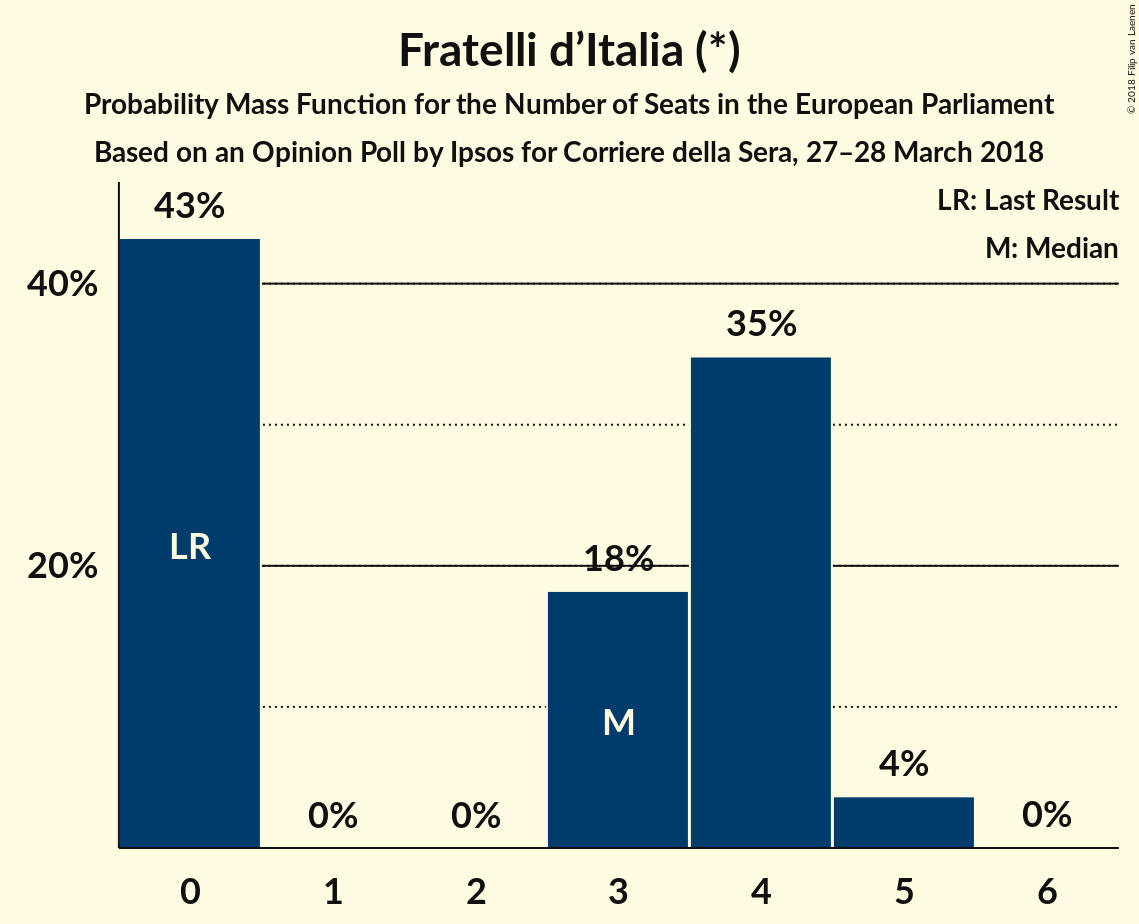 Fratelli d’Italia (*)
Probability Mass Function for the Number of Seats in the European Parliament
Based on an Opinion Poll by Ipsos for Corriere della Sera, 27–28 March 2018
© 2018 Filip van Laenen
LR: Last Result
M: Median
43%
40%
35%
LR
20%
18%
M
4%
0%
0%
0%
0
1
2
3
4
5
6